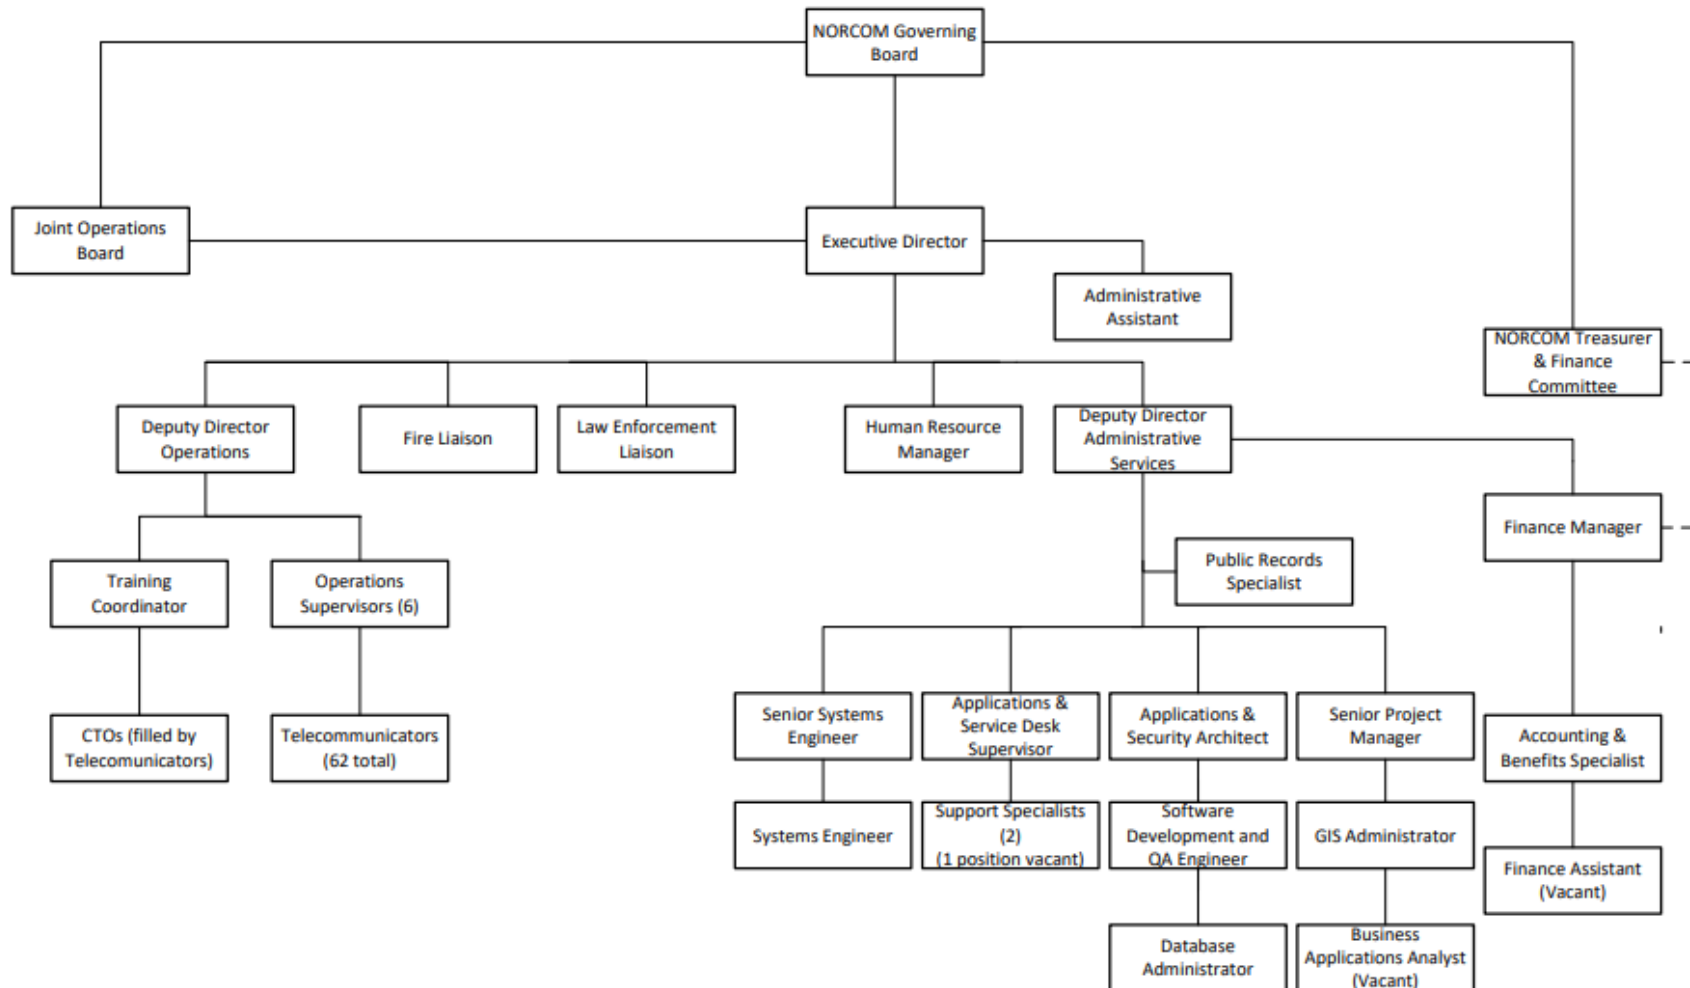 NORCOM Governing
Board
Joint Operations
Board
Executive Director
Administrative
Assistant
NORCOM Treasurer
& Finance
Committee
Deputy Director
Operations
Fire Liaison
Law Enforcement
Liaison
Human Resource
Manager
Deputy Director
Administrative
Services
Finance Manager
Public Records
Specialist
Training
Coordinator
Operations
Supervisors (6)
Senior Systems
Engineer
Applications &
Service Desk
Supervisor
Applications &
Security Architect
Senior Project
Manager
Accounting &
Benefits Specialist
CTOs (filled by
Telecomunicators)
Telecommunicators
(62 total)
Systems Engineer
Support Specialists
(2)
(1 position vacant)
Software
Development and
QA Engineer
GIS Administrator
Finance Assistant
(Vacant)
Database
Administrator
Business
Applications Analyst
(Vacant)